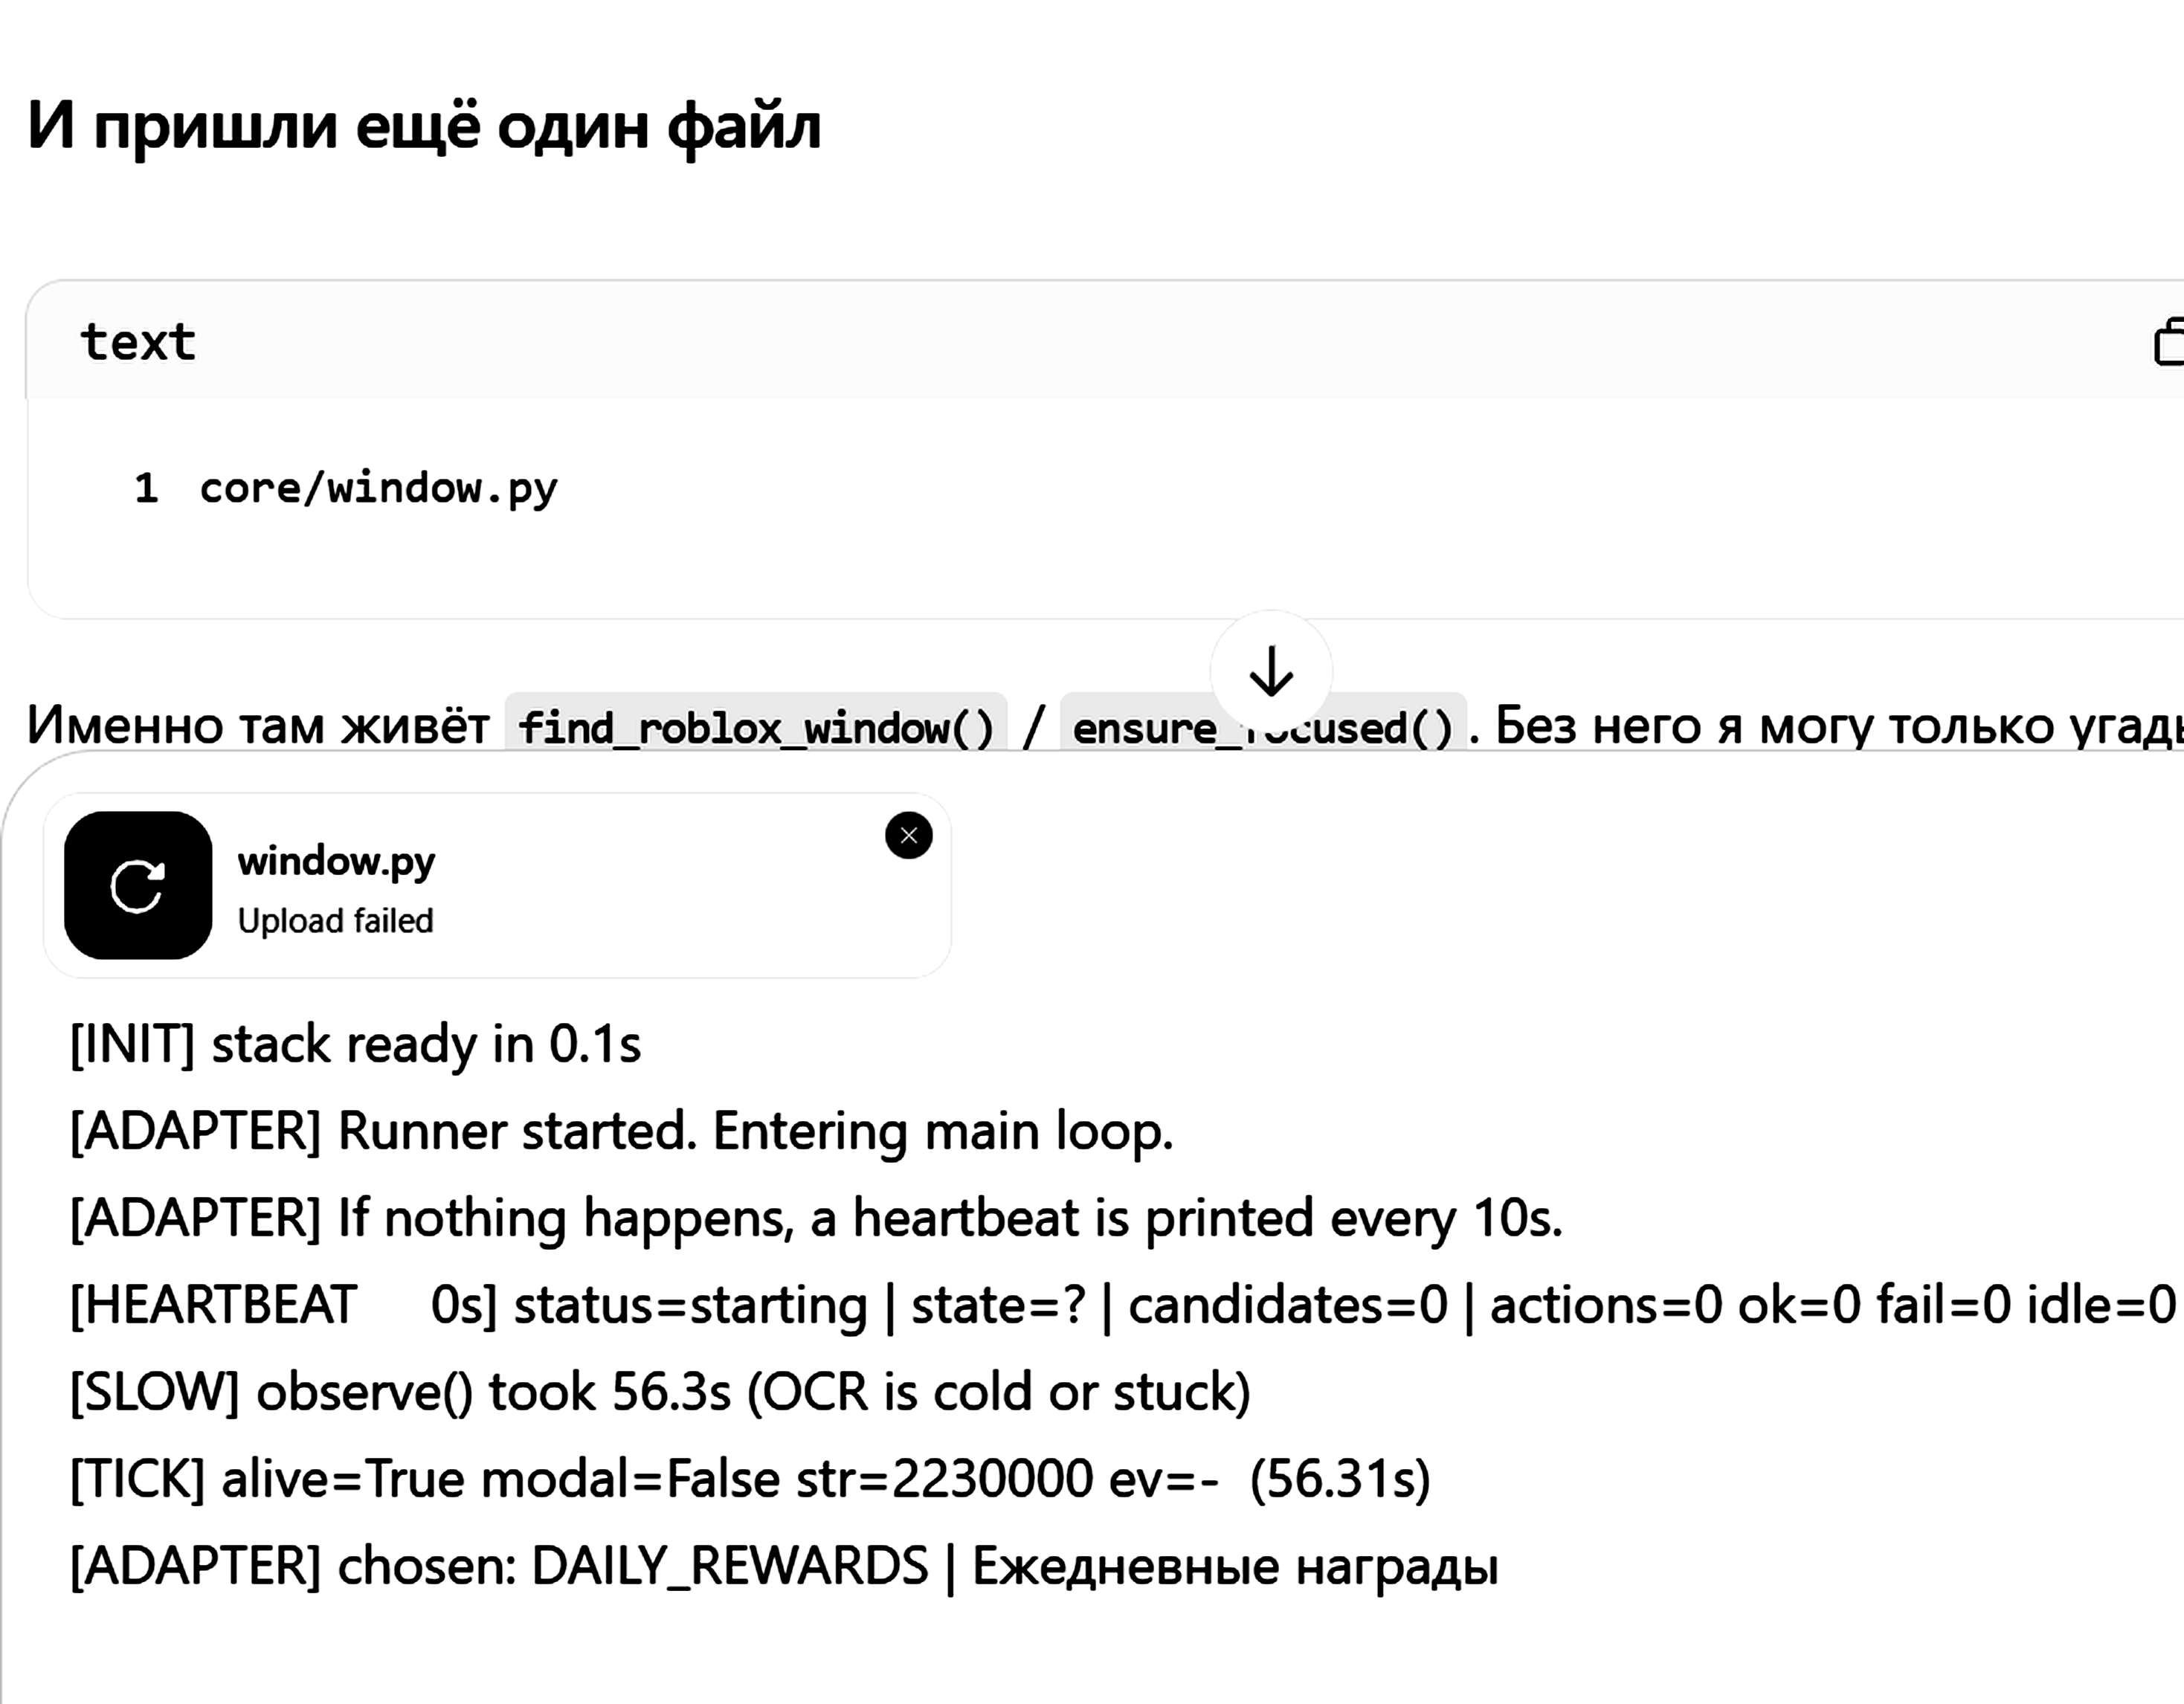 И пришли ещё один файл
text
1 core/window.py
Именно там живёт find_roblox_window() / ensure_focused() . Без него я могу только
window.py
Upload failed
[INIT] stack ready in 0.1s
[ADAPTER] Runner started. Entering main loop.
[ADAPTER] If nothing happens, a heartbeat is printed every 10s.
[HEARTBEAT 0s] status=starting | state=? | candidates=0 | actions=0 ok=0 fail=0 idle=0
[SLOW] observe() took 56.3s (OCR is cold or stuck)
[TICK] alive=True modal=False str=2230000 ev=- (56.31s)
[ADAPTER] chosen: DAILY_REWARDS | Ежедневные награды